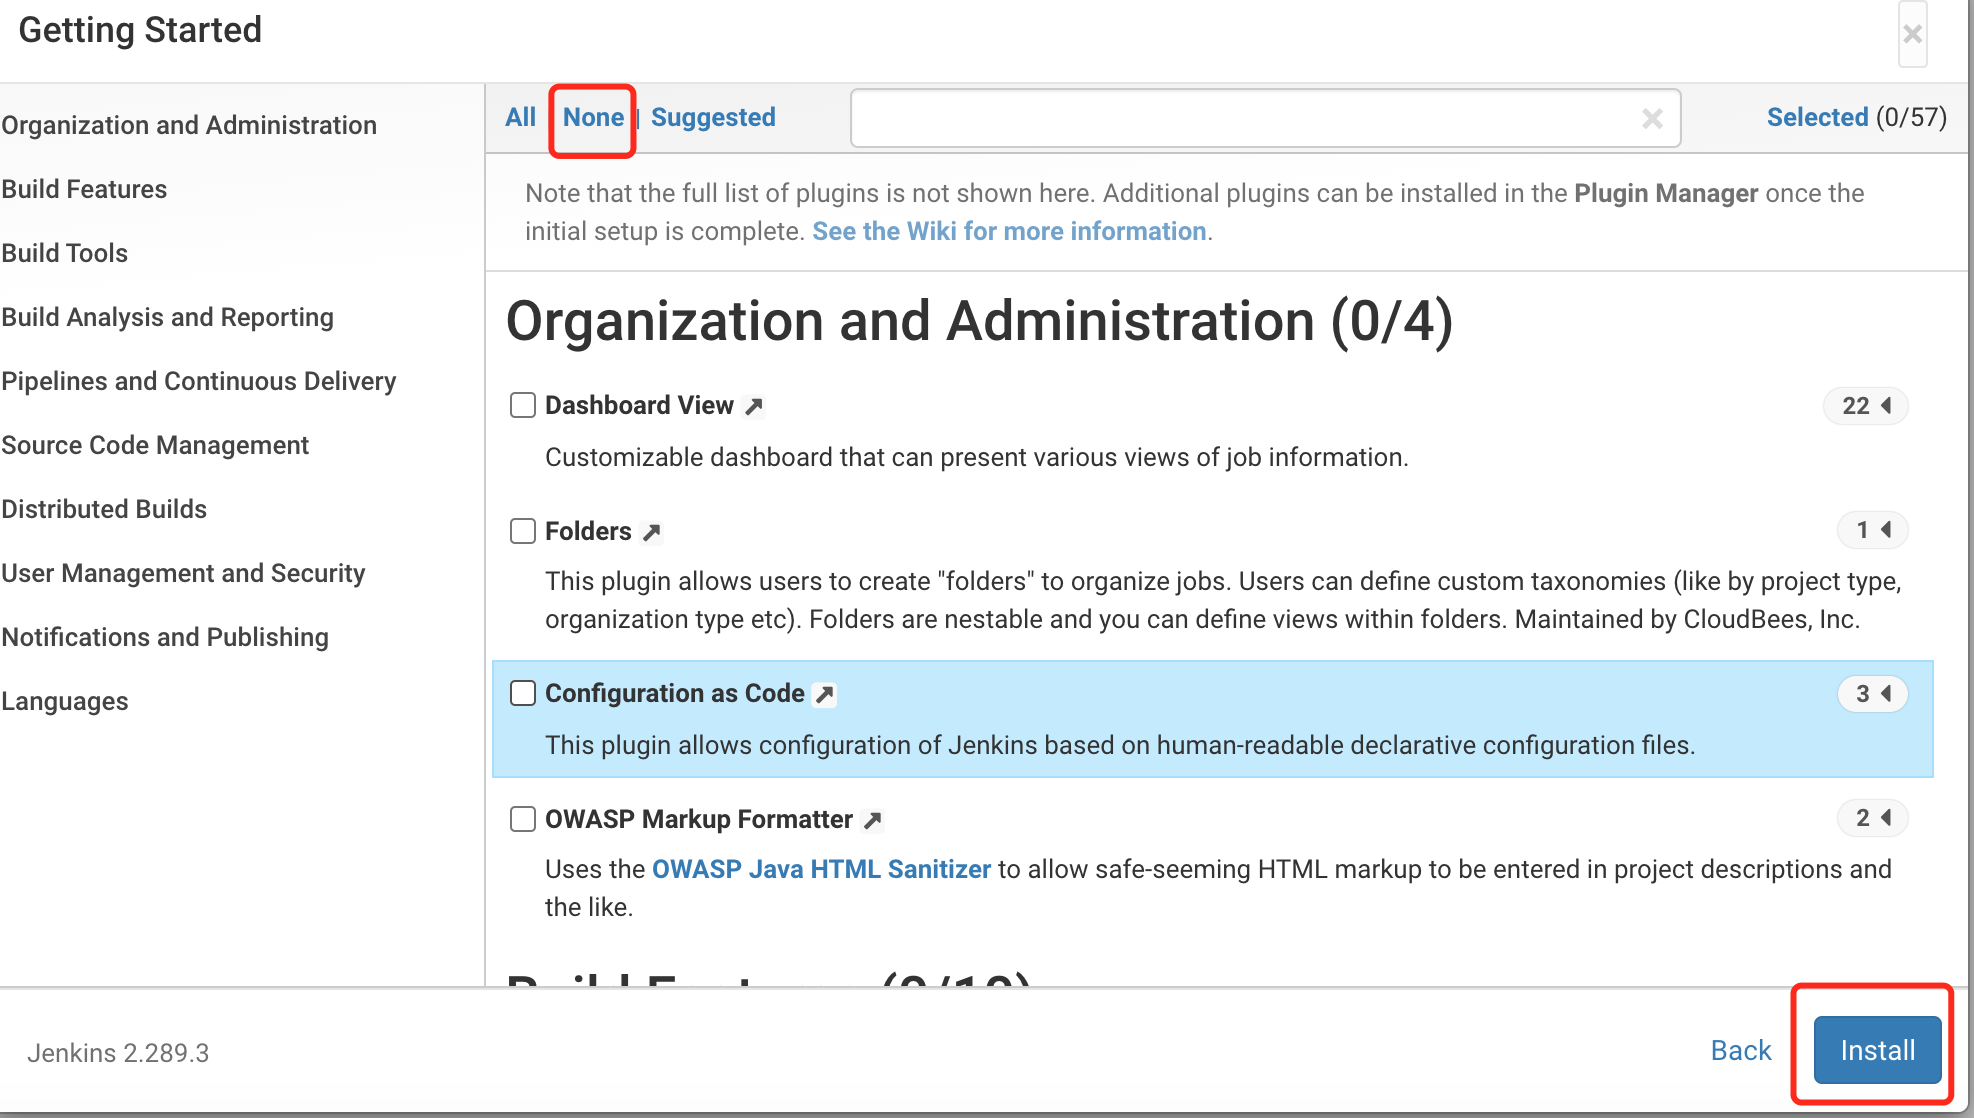 Getting Started
×
Organization and Administration
Build Features
Build Tools
Build Analysis and Reporting
Pipelines and Continuous Delivery
Source Code Management
Distributed Builds
User Management and Security
Notifications and Publishing
Languages
All None | Suggested × Selected (0/57)
Note that the full list of plugins is not shown here. Additional plugins can be installed in the Plugin Manager once the
initial setup is complete. See the Wiki for more information.
Organization and Administration (0/4)
Dashboard View 22
Customizable dashboard that can present various views of job information.
Folders 1
This plugin allows users to create "folders" to organize jobs. Users can define custom taxonomies (like by project type,
organization type etc). Folders are nestable and you can define views within folders. Maintained by CloudBees, Inc.
Configuration as Code 3
This plugin allows configuration of Jenkins based on human-readable declarative configuration files.
OWASP Markup Formatter 2
Uses the OWASP Java HTML Sanitizer to allow safe-seeming HTML markup to be entered in project descriptions and
the like.
Build Features
Jenkins 2.289.3
Back
Install